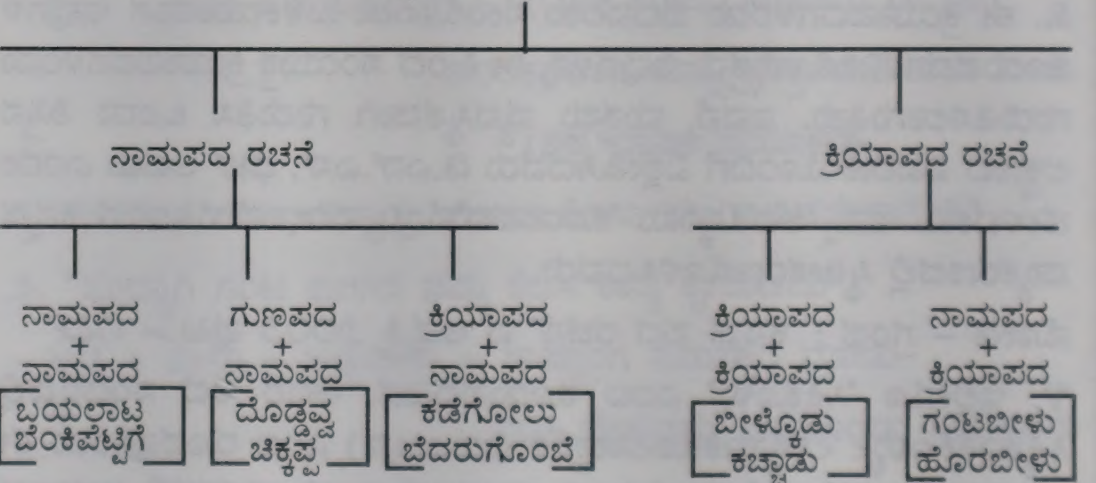 ನಾಮಪದ ರಚನೆ ಕ್ರಿಯಾಪದ ರಚನೆ
ನಾಮಪದ ಗುಣಪದ ಕ್ರಿಯಾಪದ ಕ್ರಿಯಾಪದ ನಾಮಪದ
+ + + + +
ನಾಮಪದ ನಾಮಪದ ನಾಮಪದ ಕ್ರಿಯಾಪದ ಕ್ರಿಯಾಪದ
ಬಯಲಾಟ ದೊಡ್ಡವ್ವ ಕಡೆಗೋಲು ಬೀಳ್ಕೊಡು ಗಂಟಬೀಳು
ಬೆಂಕಿಪೆಟ್ಟಿಗೆ ಚಿಕ್ಕಪ್ಪ ಬೆದರುಗೊಂಬೆ ಕಚ್ಚಾಡು ಹೊರಬೀಳು